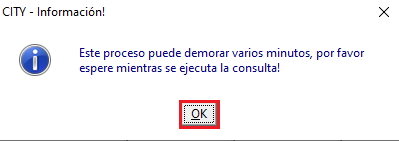 CITY - Información!
Este proceso puede demorar varios minutos, por favor
espere mientras se ejecuta la consulta!
OK